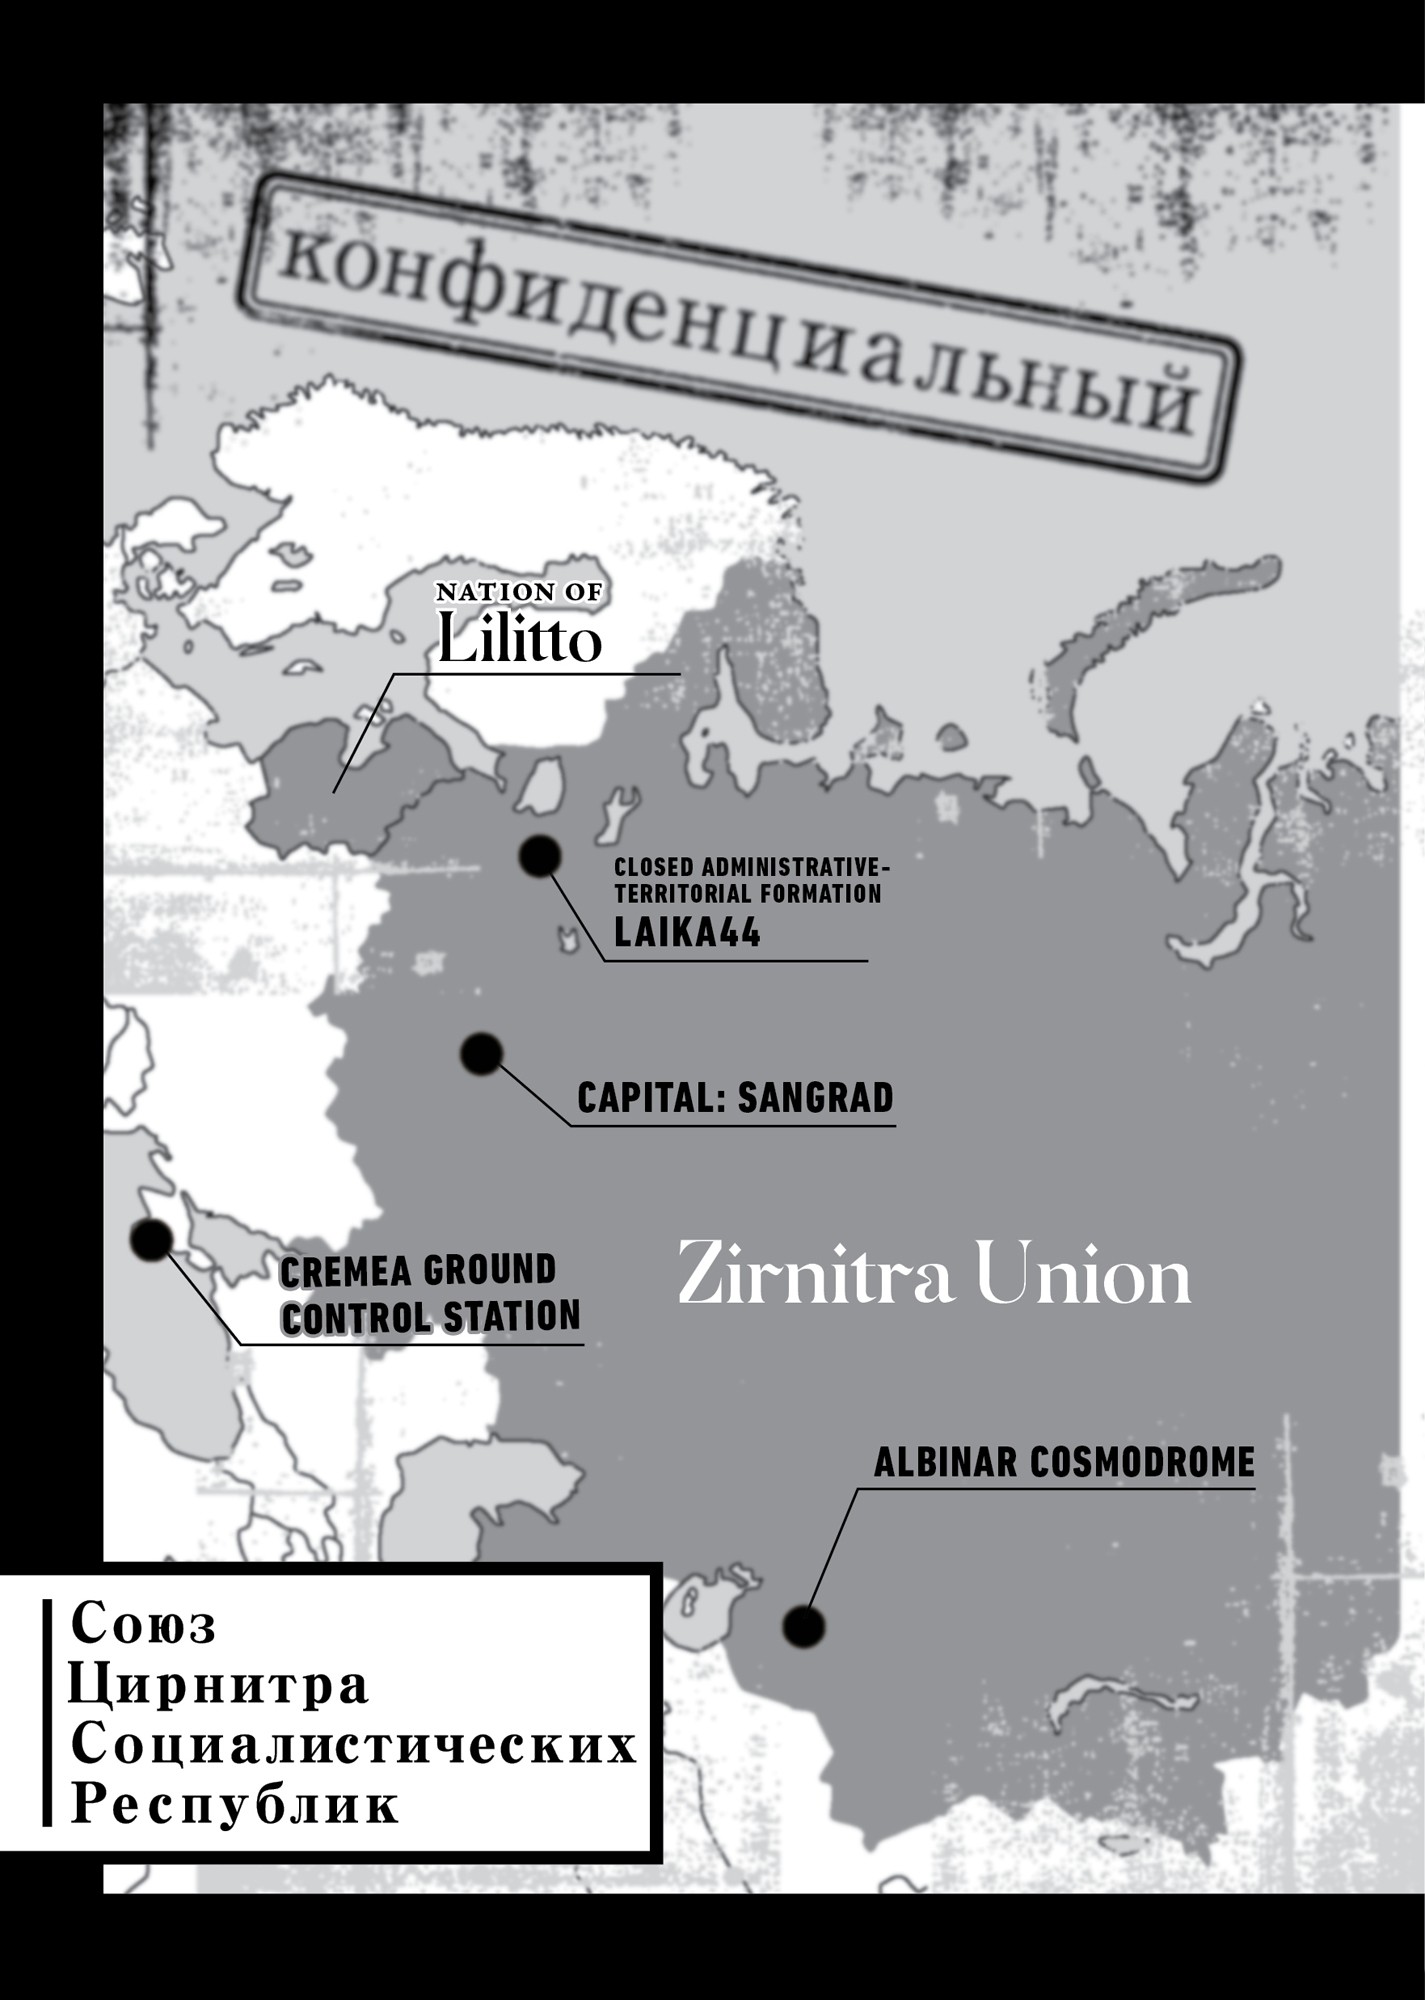 конфиденциальный
NATION OF
Lilitto
CLOSED ADMINISTRATIVE-
TERRITORIAL FORMATION
LAIKA44
CAPITAL: SANGRAD
CREMEA GROUND
CONTROL STATION
Zirnitra Union
ALBINAR COSMODROME
Союз
Цирнитра
Социалистических
Республик